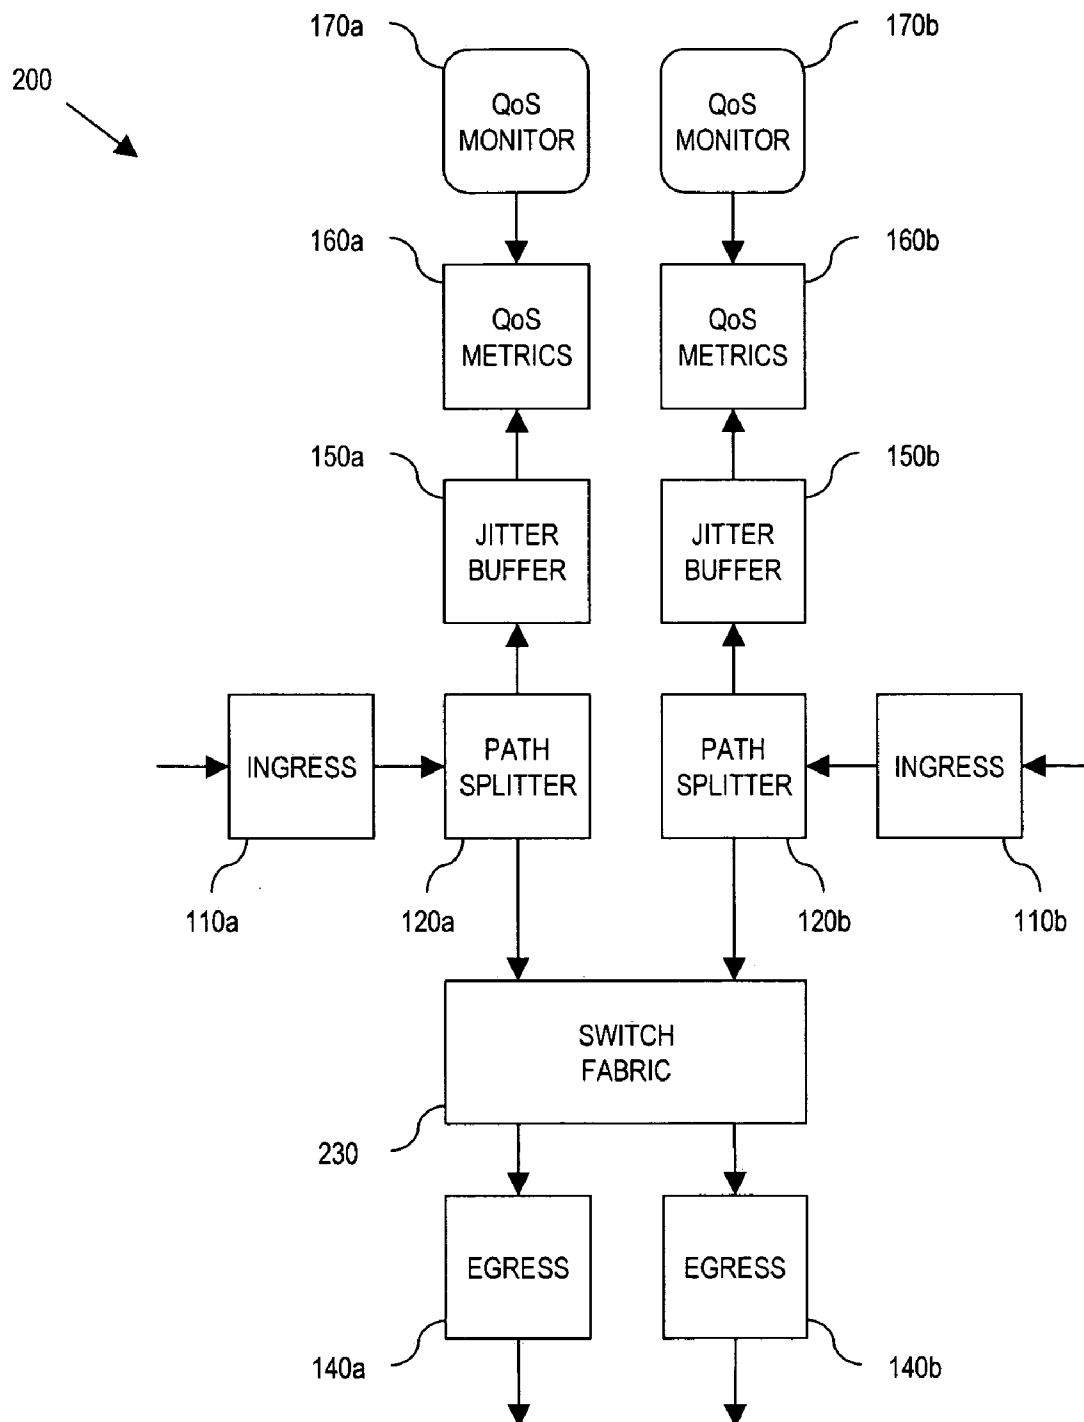 170a
170b
200
QoS
MONITOR
QoS
MONITOR
160a
160b
QoS
METRICS
QoS
METRICS
150a
150b
JITTER
BUFFER
JITTER
BUFFER
INGRESS
PATH
SPLITTER
PATH
SPLITTER
INGRESS
110a
120a
120b
110b
SWITCH
FABRIC
230
EGRESS
EGRESS
140a
140b